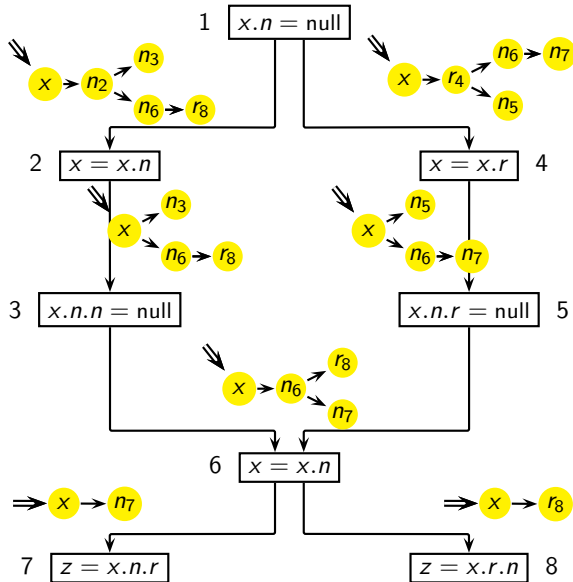 1 x.n = null
x n2 n3 n6 r8
x r4 n6 n7 n5
2 x = x.n
x = x.r 4
x n3 n6 r8
x n5 n6 n7
3 x.n.n = null
x.n.r = null 5
x n6 r8 n7
6 x = x.n
x n7
x r8
7 z = x.n.r
z = x.r.n 8